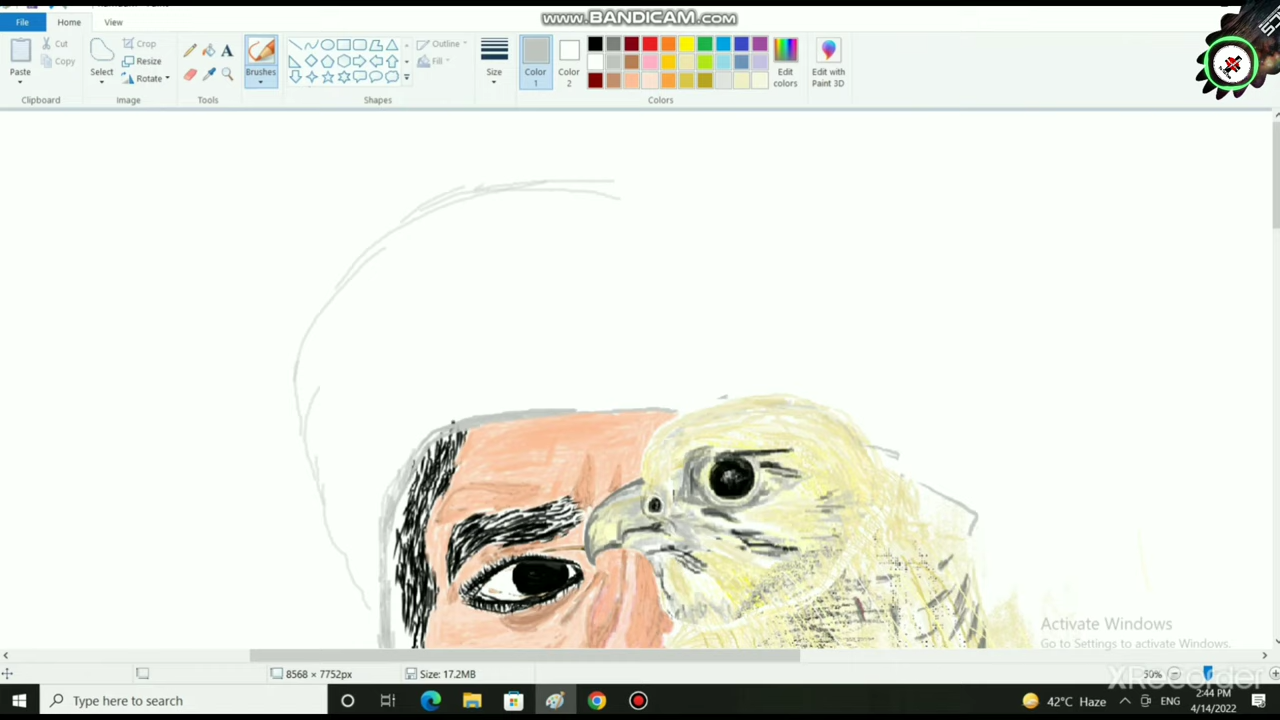 www.BANDICAM.com
File Home View
Paste
Cut
Copy
Clipboard
Select
Crop
Resize
Rotate
Image
A
Tools
Brushes
Outline
Fill
Shapes
Size
Color 1
Color 2
Colors
Edit colors
Edit with Paint 3D
Activate Windows
Go to Settings to activate Windows.
8568 × 7752px
Size: 17.2MB
XRecorder
Type here to search
42°C Haze
ENG
2:44 PM
4/14/2022